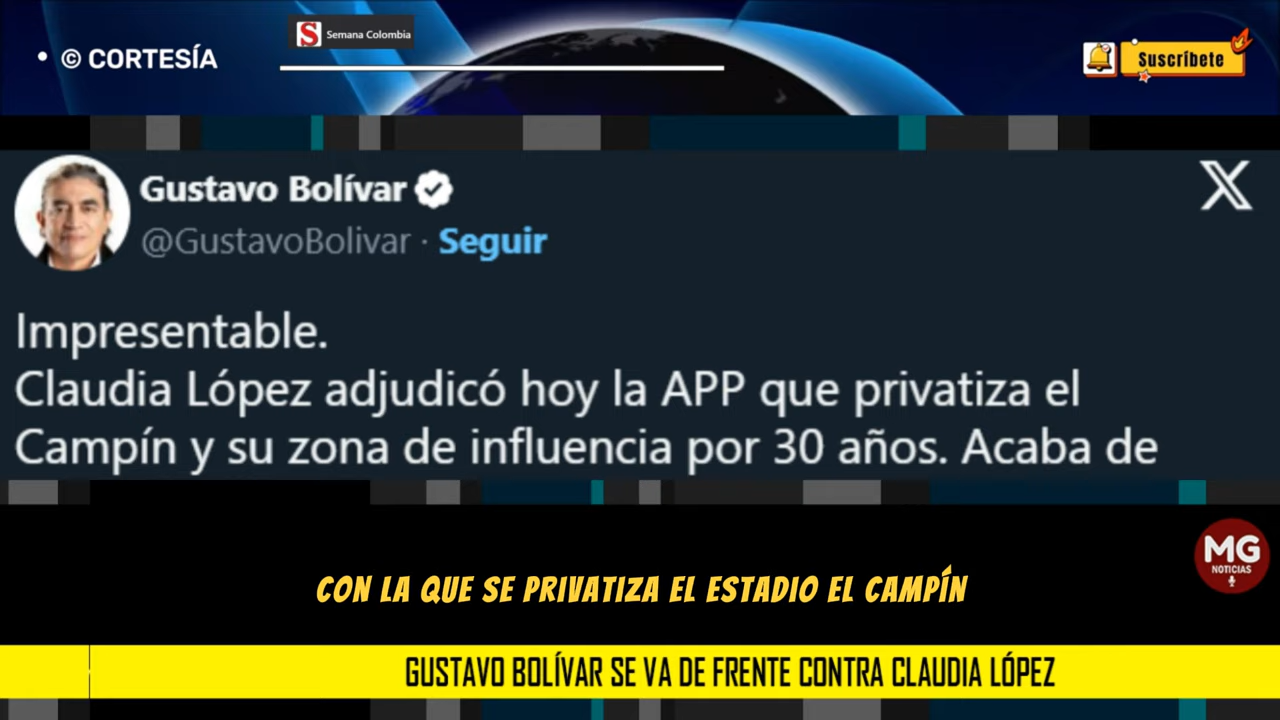 Semana Colombia
• © CORTESÍA
Suscríbete
Gustavo Bolívar
@GustavoBolivar · Seguir
Impresentable.
Claudia López adjudicó hoy la APP que privatiza el
Campín y su zona de influencia por 30 años. Acaba de
CON LA QUE SE PRIVATIZA EL ESTADIO EL CAMPÍN
MG
NOTICIAS
GUSTAVO BOLÍVAR SE VA DE FRENTE CONTRA CLAUDIA LÓPEZ